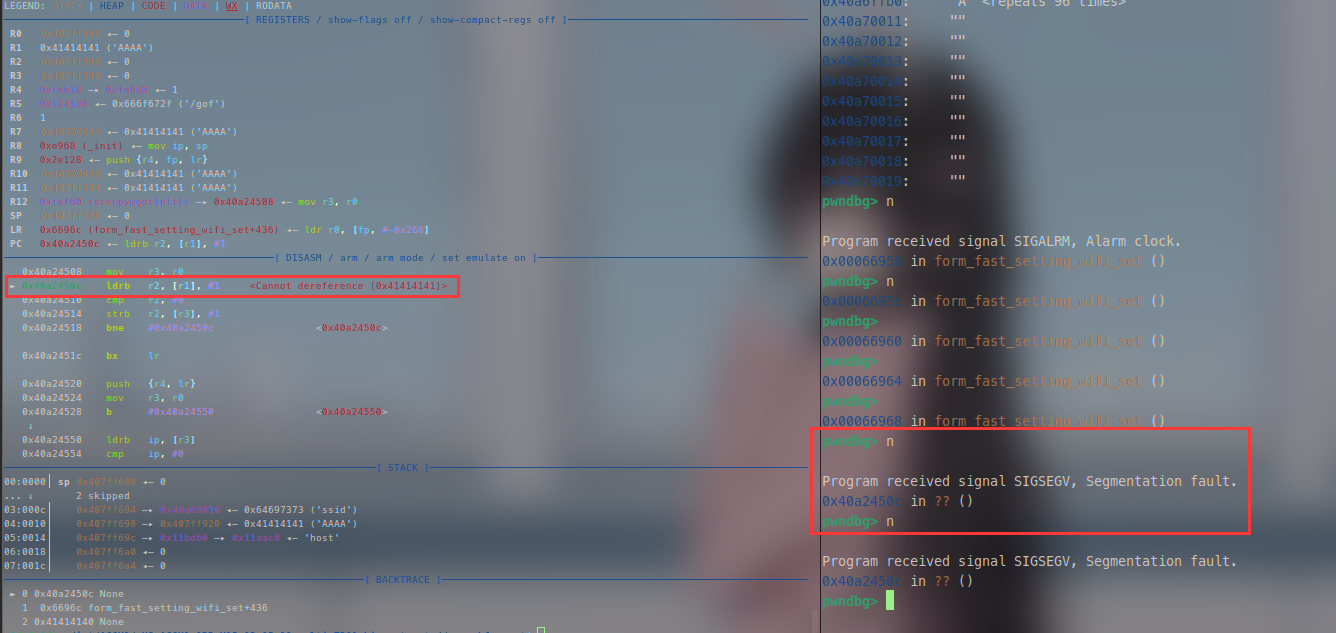 LEGEND: STACK | HEAP | CODE | DATA | WX | RODATA
[ REGISTERS / show-flags off / show-compact-regs off ]
R0 ◂— 0
R1 0x41414141 ('AAAA')
R2 ◂— 0
R3 ◂— 0
R4 —▸ ◂— 1
R5 ◂— 0x666f672f ('/gof')
R6 1
R7 ◂— 0x41414141 ('AAAA')
R8 0xe968 (_init) ◂— mov ip, sp
R9 0x2e128 ◂— push {r4, fp, lr}
R10 ◂— 0x41414141 ('AAAA')
R11 ◂— 0x41414141 ('AAAA')
R12 (strcpy@got[plt]) —▸ 0x40a24508 ◂— mov r3, r0
SP ◂— 0
LR 0x6696c (form_fast_setting_wifi_set+436) ◂— ldr r0, [fp, #-0x268]
PC 0x40a2450c ◂— ldrb r2, [r1], #1
[ DISASM / arm / arm mode / set emulate on ]
0x40a24508 mov r3, r0
► 0x40a2450c ldrb r2, [r1], #1 <Cannot dereference [0x41414141]>
0x40a24510 cmp r2, #0
0x40a24514 strb r2, [r3], #1
0x40a24518 bne #0x40a2450c <0x40a2450c>
0x40a2451c bx lr
0x40a24520 push {r4, lr}
0x40a24524 mov r3, r0
0x40a24528 b #0x40a24550 <0x40a24550>
↓
0x40a24550 ldrb ip, [r3]
0x40a24554 cmp ip, #0
[ STACK ]
00:0000│ sp 0x407ff688 ◂— 0
... ↓ 2 skipped
03:000c│ 0x407ff694 —▸ 0x40a69010 ◂— 0x64697373 ('ssid')
04:0010│ 0x407ff698 —▸ 0x407ff920 ◂— 0x41414141 ('AAAA')
05:0014│ 0x407ff69c —▸ 0x11bd60 —▸ 0x11aac8 ◂— 'host'
06:0018│ 0x407ff6a0 ◂— 0
07:001c│ 0x407ff6a4 ◂— 0
[ BACKTRACE ]
► 0 0x40a2450c None
1 0x6696c form_fast_setting_wifi_set+436
2 0x41414140 None
0x40a6ffb0: 'A' <repeats 96 times>
0x40a70011: ""
0x40a70012: ""
0x40a70013: ""
0x40a70014: ""
0x40a70015: ""
0x40a70016: ""
0x40a70017: ""
0x40a70018: ""
0x40a70019: ""
pwndbg> n
Program received signal SIGALRM, Alarm clock.
0x00066958 in form_fast_setting_wifi_set ()
pwndbg> n
0x0006695c in form_fast_setting_wifi_set ()
pwndbg>
0x00066960 in form_fast_setting_wifi_set ()
pwndbg>
0x00066964 in form_fast_setting_wifi_set ()
pwndbg>
0x00066968 in form_fast_setting_wifi_set ()
pwndbg> n
Program received signal SIGSEGV, Segmentation fault.
0x40a2450c in ?? ()
pwndbg> n
Program received signal SIGSEGV, Segmentation fault.
0x40a2450c in ?? ()
pwndbg>